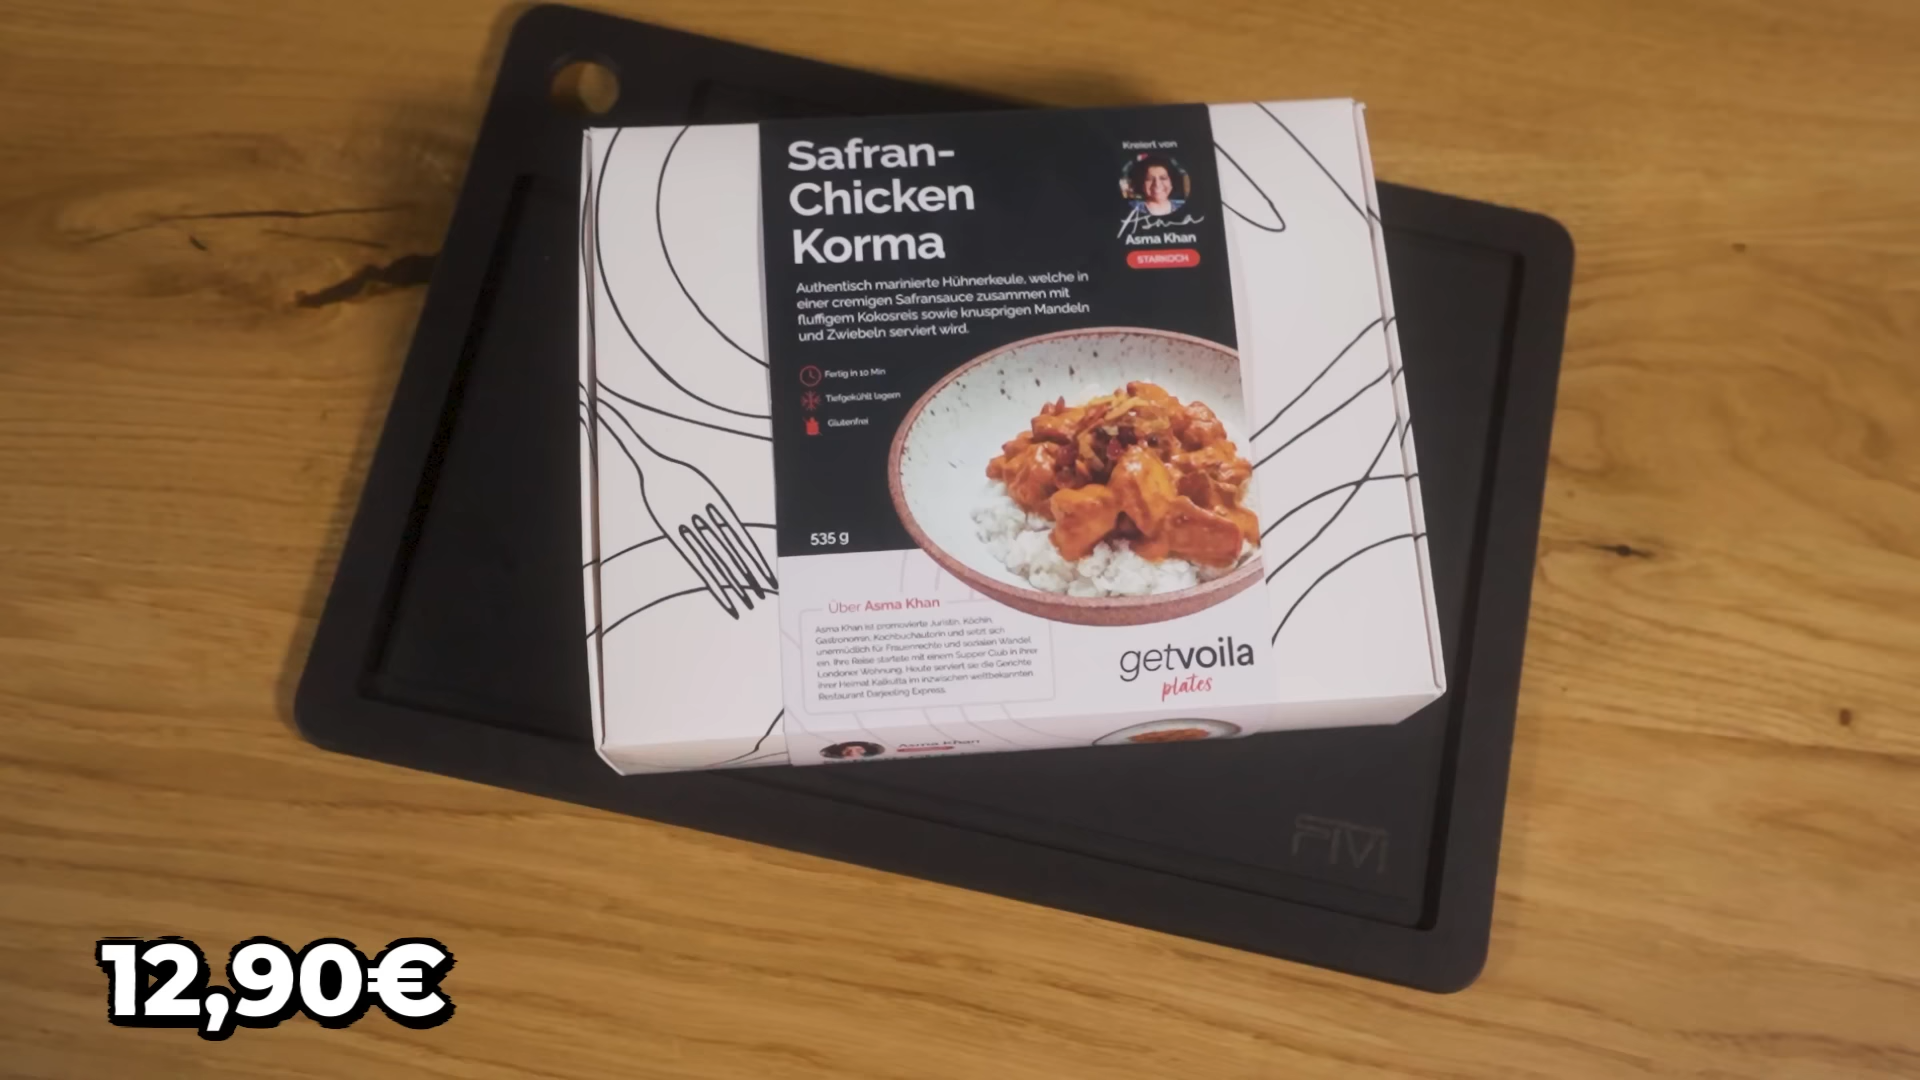 Safran-
Chicken
Korma
Kreiert von
Asma
Asma Khan
STARKOCH
Authentisch marinierte Hühnerkeule, welche in
einer cremigen Safransauce zusammen mit
fluffigem Kokosreis sowie knusprigen Mandeln
und Zwiebeln serviert wird.
Fertig in 10 Min
Tiefgekühlt lagern
Glutenfrei
535 g
Über Asma Khan
Asma Khan ist promovierte Juristin, Köchin,
Gastronomin, Kochbuchautorin und setzt sich
unermüdlich für Frauenrechte und sozialen Wandel
ein. Ihre Reise startete mit einem Supper Club in ihrer
Londoner Wohnung. Heute serviert sie die Gerichte
ihrer Heimat Kalkutta im inzwischen weltbekannten
Restaurant Darjeeling Express.
getvoila
plates
Asma Khan
FM
12,90€